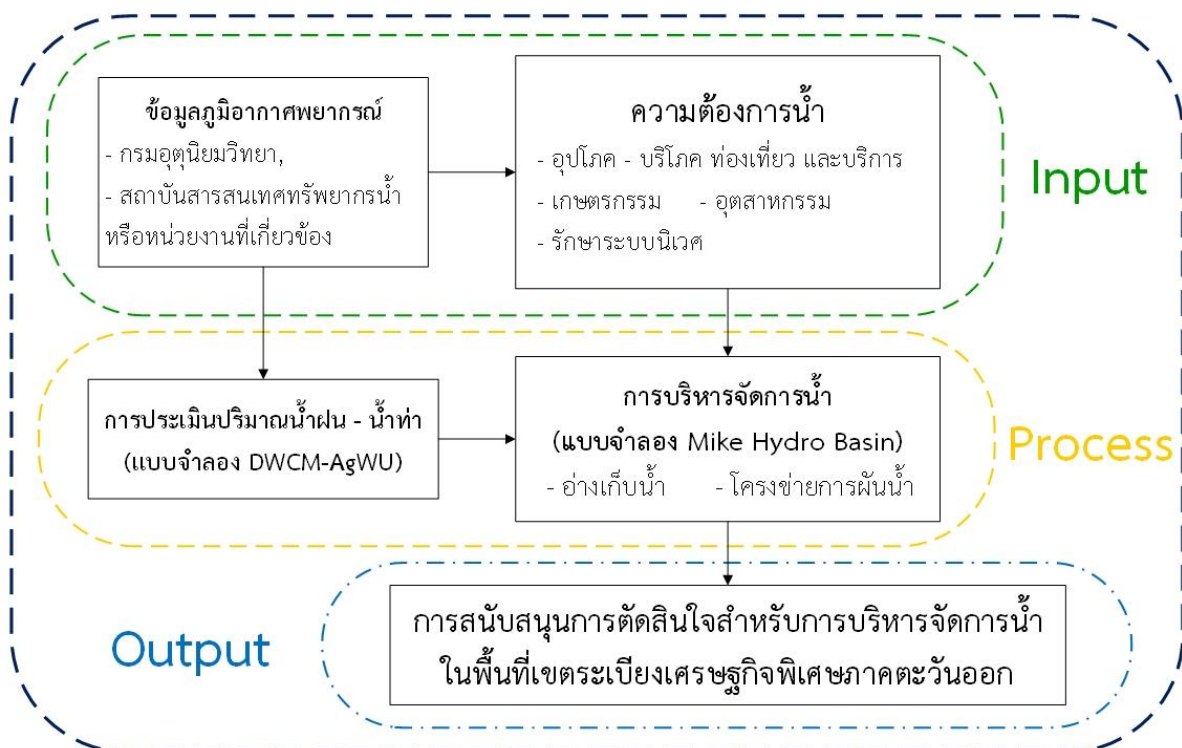 ข้อมูลภูมิอากาศพยากรณ์
- กรมอุตุนิยมวิทยา,
- สถาบันสารสนเทศทรัพยากรน้ำ
หรือหน่วยงานที่เกี่ยวข้อง
ความต้องการน้ำ
- อุปโภค - บริโภค ท่องเที่ยว และบริการ
- เกษตรกรรม - อุตสาหกรรม
- รักษาระบบนิเวศ
Input
การประเมินปริมาณน้ำฝน - น้ำท่า
(แบบจำลอง DWCM-AgWU)
การบริหารจัดการน้ำ
(แบบจำลอง Mike Hydro Basin)
- อ่างเก็บน้ำ - โครงข่ายการผันน้ำ
Process
Output
การสนับสนุนการตัดสินใจสำหรับการบริหารจัดการน้ำ
ในพื้นที่เขตระเบียงเศรษฐกิจพิเศษภาคตะวันออก